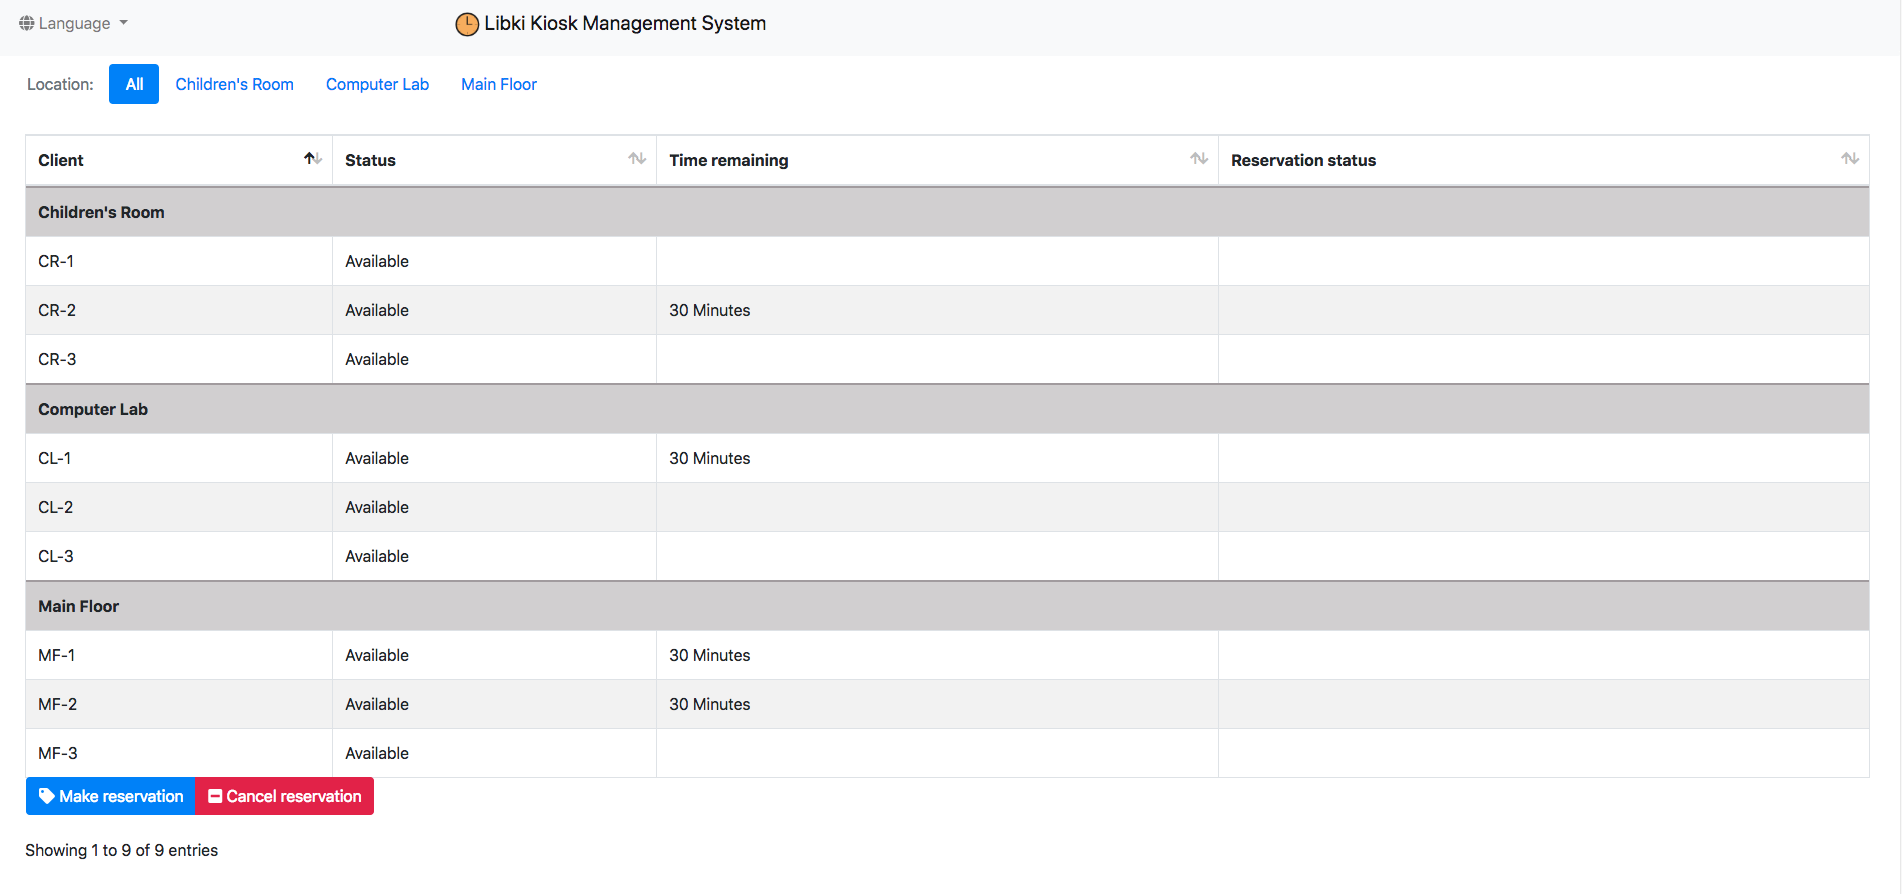 Language
Libki Kiosk Management System
Location: All Children's Room Computer Lab Main Floor
Client Status Time remaining Reservation status
Children's Room
CR-1 Available
CR-2 Available 30 Minutes
CR-3 Available
Computer Lab
CL-1 Available 30 Minutes
CL-2 Available
CL-3 Available
Main Floor
MF-1 Available 30 Minutes
MF-2 Available 30 Minutes
MF-3 Available
Make reservation Cancel reservation
Showing 1 to 9 of 9 entries